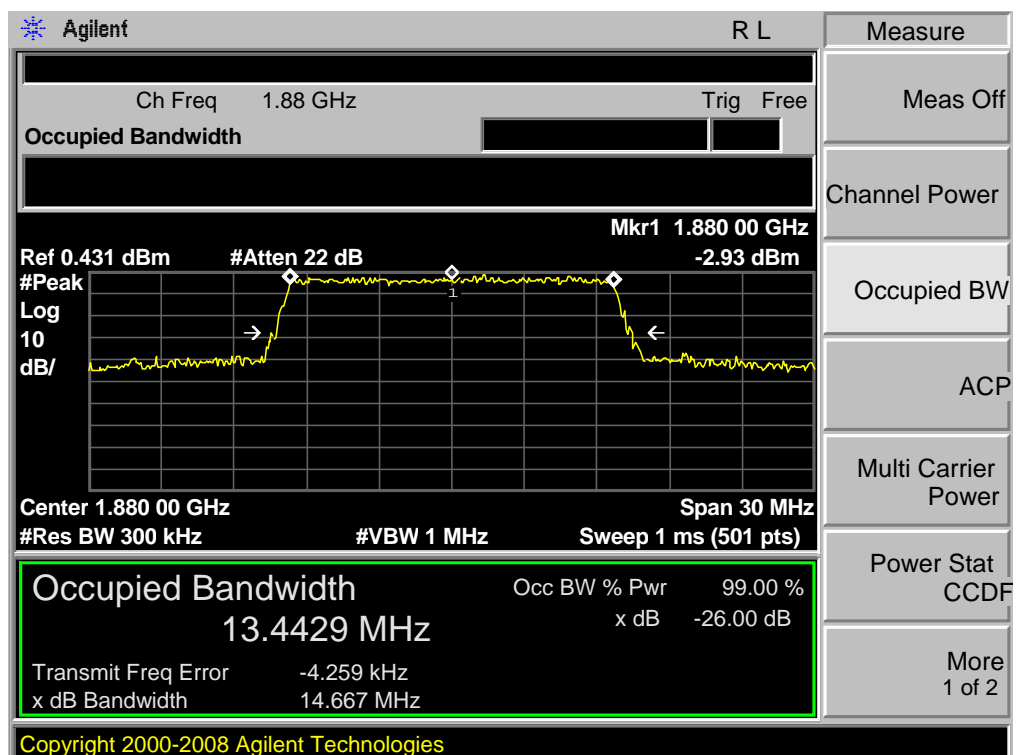 Agilent R L
Ch Freq 1.88 GHz Trig Free
Occupied Bandwidth
Mkr1 1.880 00 GHz
Ref 0.431 dBm #Atten 22 dB -2.93 dBm
#Peak
Log
10
dB/
1
Center 1.880 00 GHz Span 30 MHz
#Res BW 300 kHz #VBW 1 MHz Sweep 1 ms (501 pts)
Occupied Bandwidth Occ BW % Pwr 99.00 %
13.4429 MHz x dB -26.00 dB
Transmit Freq Error -4.259 kHz
x dB Bandwidth 14.667 MHz
Copyright 2000-2008 Agilent Technologies
Measure
Meas Off
Channel Power
Occupied BW
ACP
Multi Carrier
Power
Power Stat
CCDF
More
1 of 2